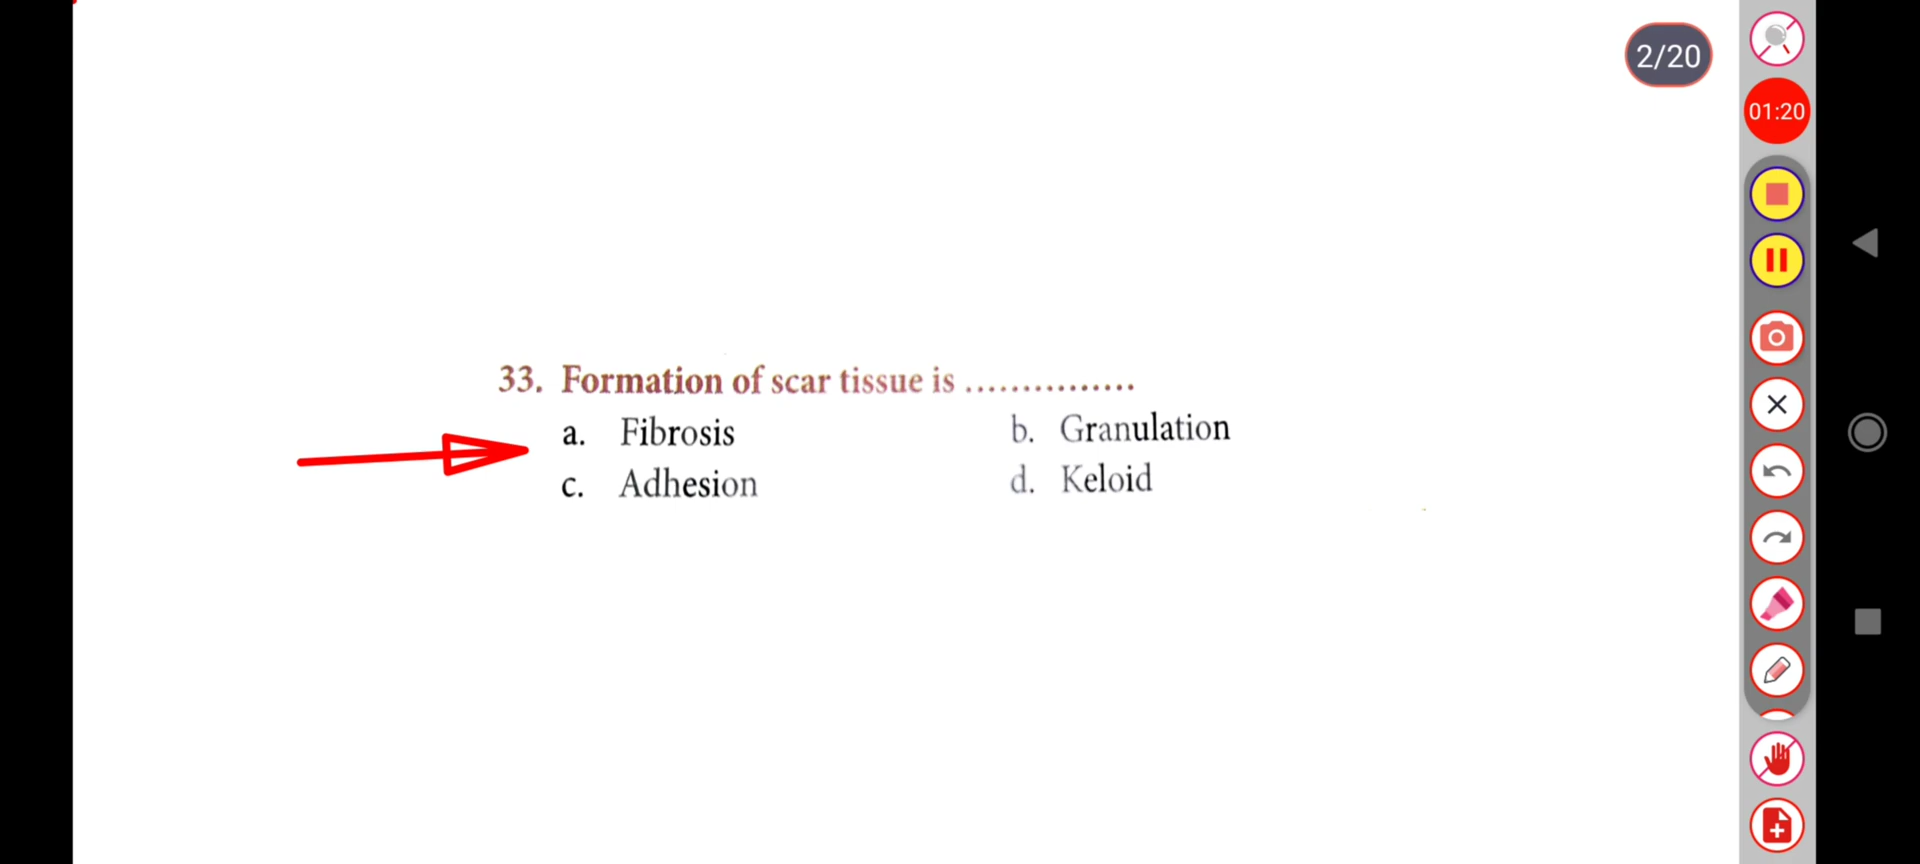 2/20
01:20
33. Formation of scar tissue is ...............
a. Fibrosis b. Granulation
c. Adhesion d. Keloid